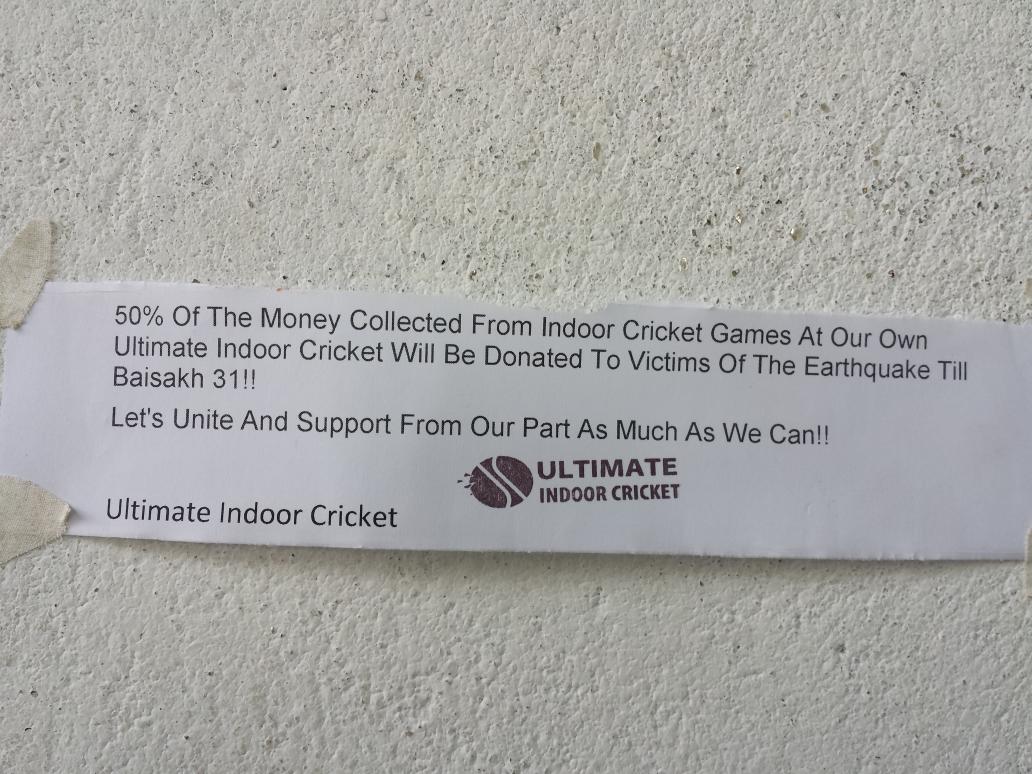 50% Of The Money Collected From Indoor Cricket Games At Our Own
Ultimate Indoor Cricket Will Be Donated To Victims Of The Earthquake Till
Baisakh 31!!
Let's Unite And Support From Our Part As Much As We Can!!
ULTIMATE
INDOOR CRICKET
Ultimate Indoor Cricket